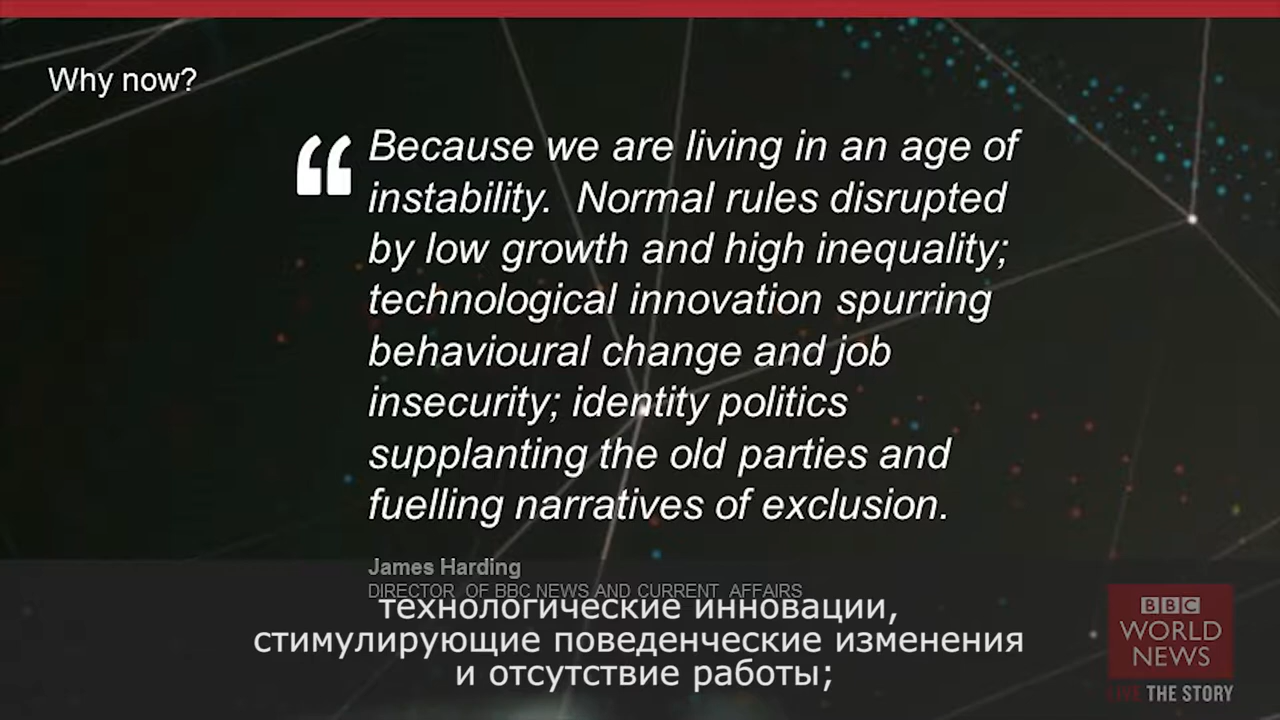 Why now?
“Because we are living in an age of
instability. Normal rules disrupted
by low growth and high inequality;
technological innovation spurring
behavioural change and job
insecurity; identity politics
supplanting the old parties and
fuelling narratives of exclusion.
James Harding
DIRECTOR OF BBC NEWS AND CURRENT AFFAIRS
технологические инновации,
стимулирующие поведенческие изменения
и отсутствие работы;
BBC
WORLD
NEWS
LIVE THE STORY